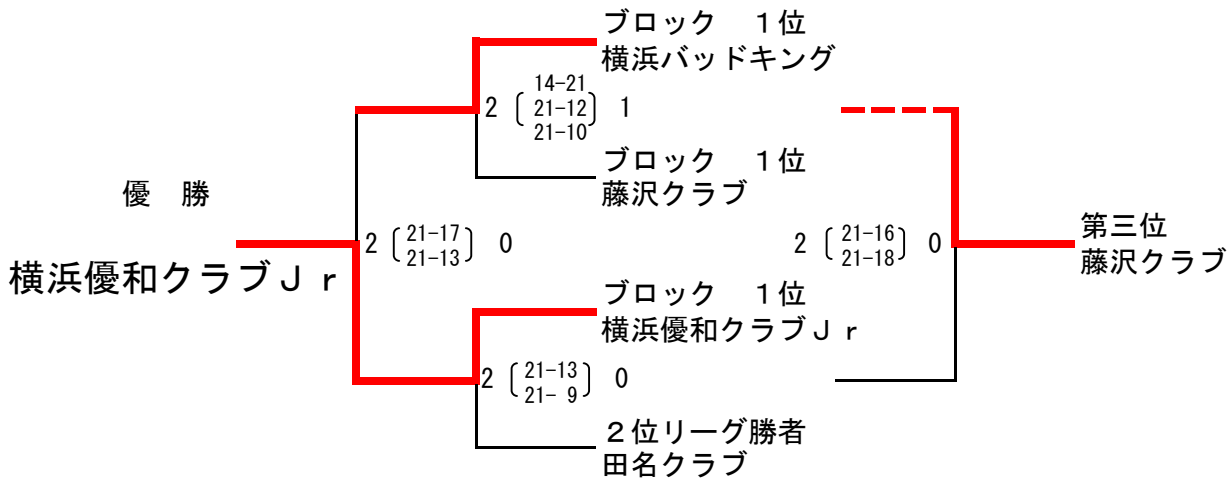 ブロック　１位
横浜バッドキング
14-21
2 〔 21-12 〕 1
21-10
ブロック　１位
藤沢クラブ
優　勝
横浜優和クラブＪｒ
21-17
2 〔 〕 0
21-13
21-16
2 〔 〕 0
21-18
第三位
藤沢クラブ
ブロック　１位
横浜優和クラブＪｒ
21-13
2 〔 〕 0
21- 9
２位リーグ勝者
田名クラブ